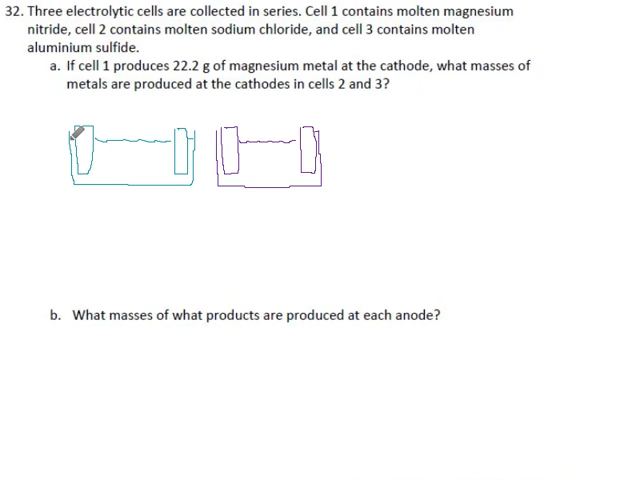 32. Three electrolytic cells are collected in series. Cell 1 contains molten magnesium
nitride, cell 2 contains molten sodium chloride, and cell 3 contains molten
aluminium sulfide.
a. If cell 1 produces 22.2 g of magnesium metal at the cathode, what masses of
metals are produced at the cathodes in cells 2 and 3?
b. What masses of what products are produced at each anode?